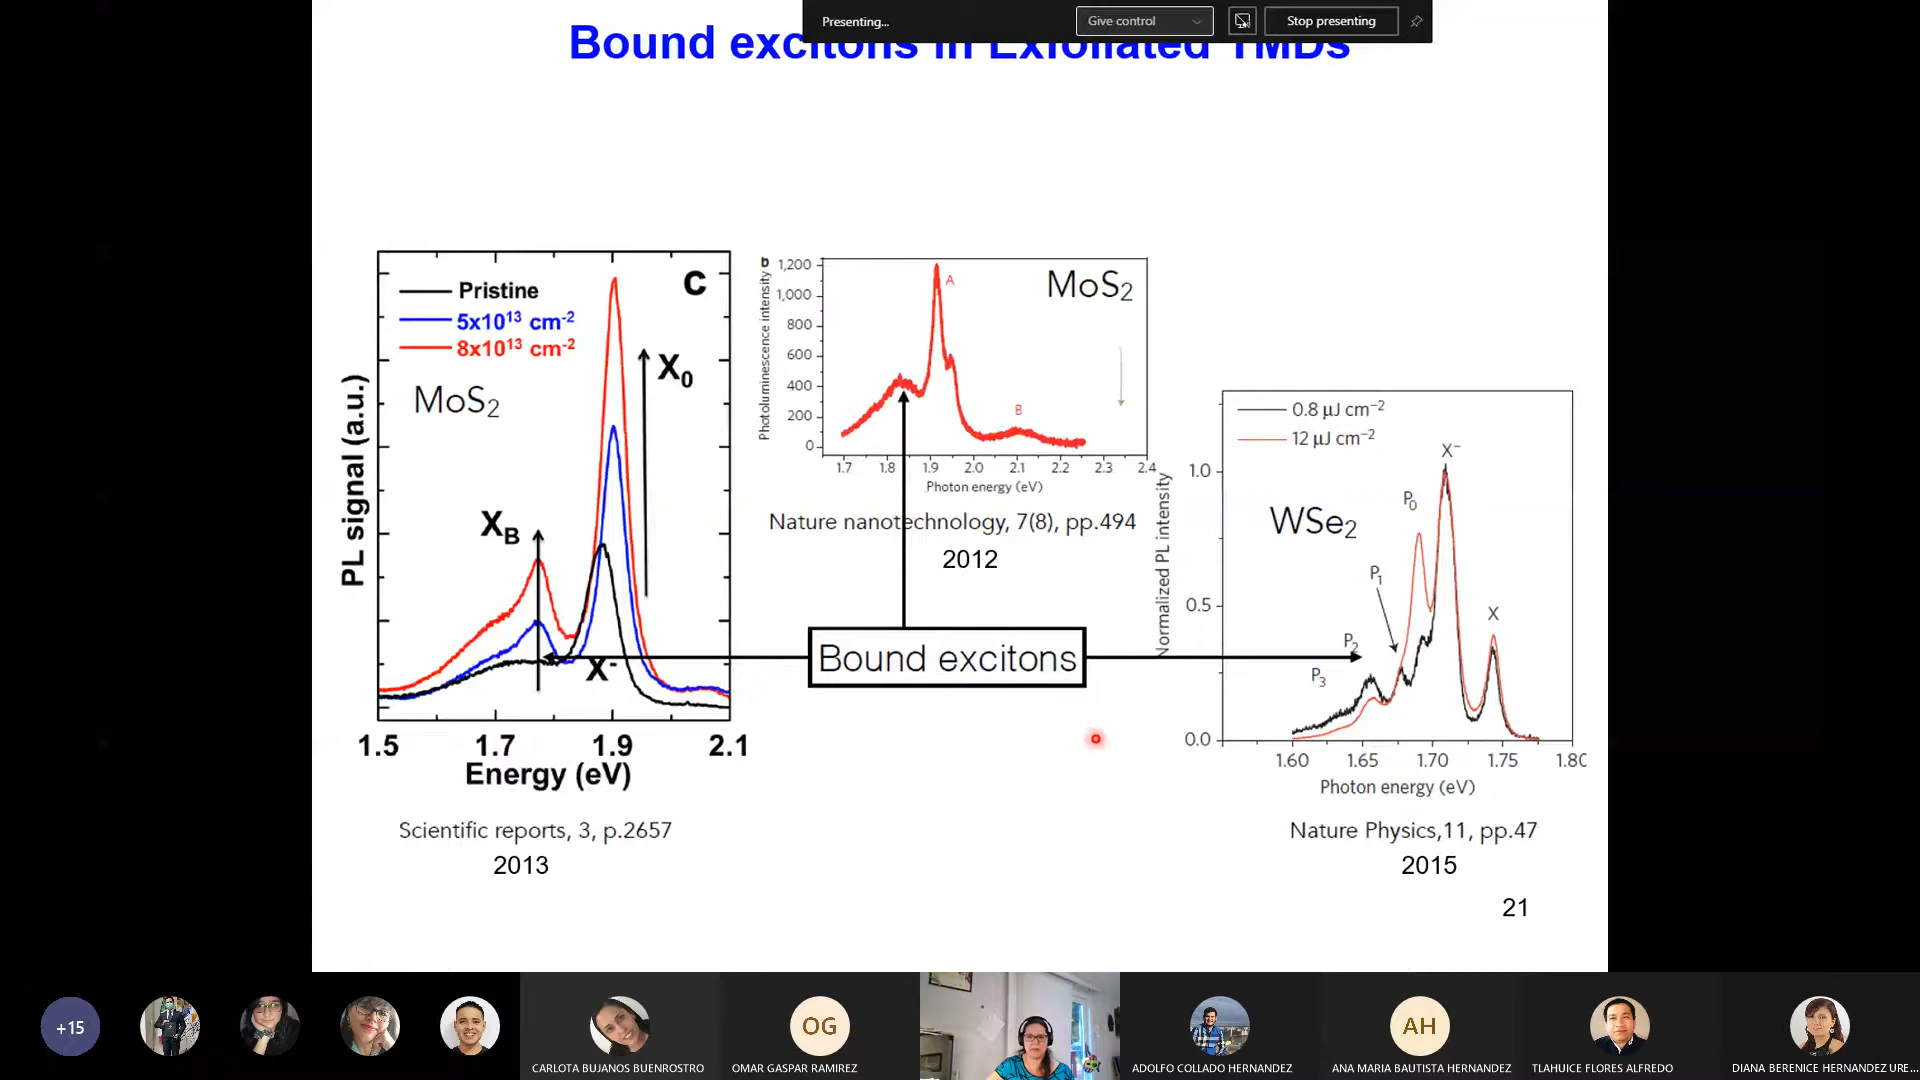 Presenting...
Give control
Stop presenting
Bound excitons in Exfoliated TMDs
Pristine
5x10¹³ cm⁻²
8x10¹³ cm⁻²
C
MoS₂
X₀
X_B
X⁻
PL signal (a.u.)
1.5 1.7 1.9 2.1
Energy (eV)
Scientific reports, 3, p.2657
2013
b
MoS₂
A
B
Photoluminescence intensity
1,200
1,000
800
600
400
200
0
1.7 1.8 1.9 2.0 2.1 2.2 2.3 2.4
Photon energy (eV)
Nature nanotechnology, 7(8), pp.494
2012
Bound excitons
0.8 µJ cm⁻²
12 µJ cm⁻²
WSe₂
X⁻
P₀
P₁
X
P₂
P₃
Normalized PL intensity
1.0
0.5
0.0
1.60 1.65 1.70 1.75 1.80
Photon energy (eV)
Nature Physics,11, pp.47
2015
21
+15
OG
AH
CARLOTA BUJANOS BUENROSTRO
OMAR GASPAR RAMIREZ
ADOLFO COLLADO HERNANDEZ
ANA MARIA BAUTISTA HERNANDEZ
TLAHUICE FLORES ALFREDO
DIANA BERENICE HERNANDEZ URE...